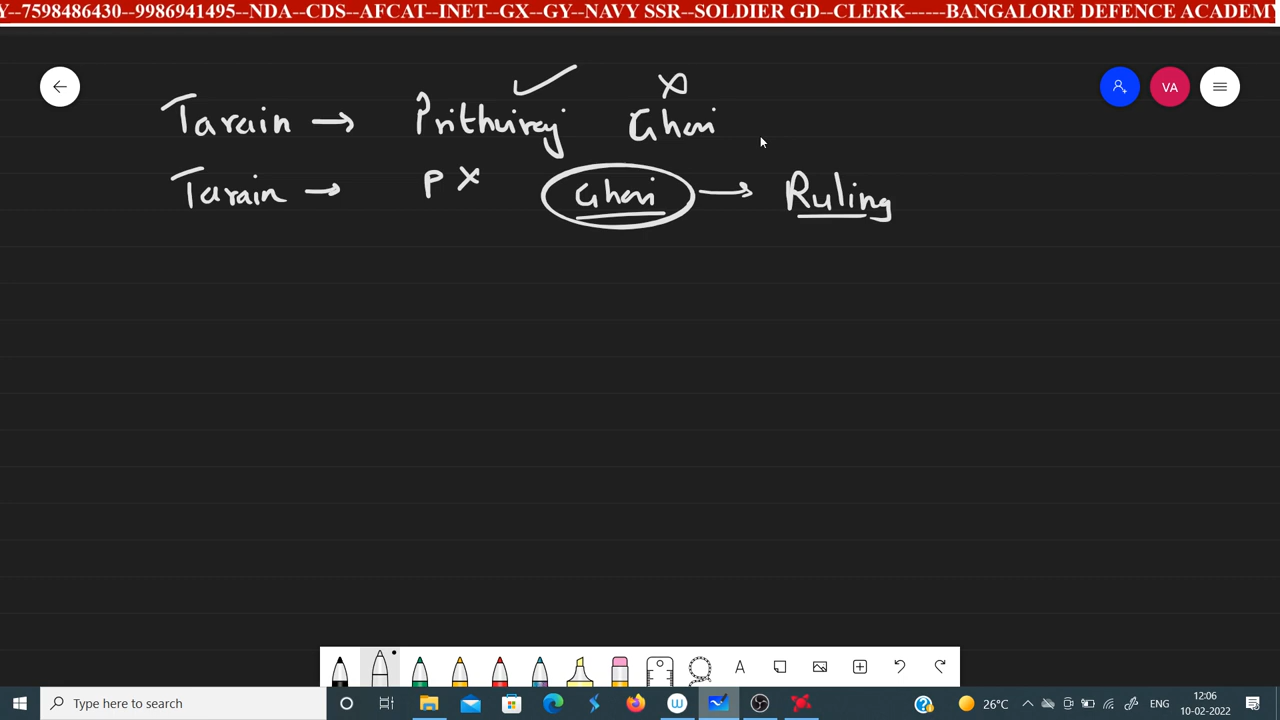 Y--7598486430--9986941495--NDA--CDS--AFCAT--INET--GX--GY--NAVY SSR--SOLDIER GD--CLERK------BANGALORE DEFENCE ACADEMY
VA
Tarain → Prithviraj Ghori
Tarain → P X Ghori → Ruling
A
Type here to search
26°C
ENG
12:06
10-02-2022